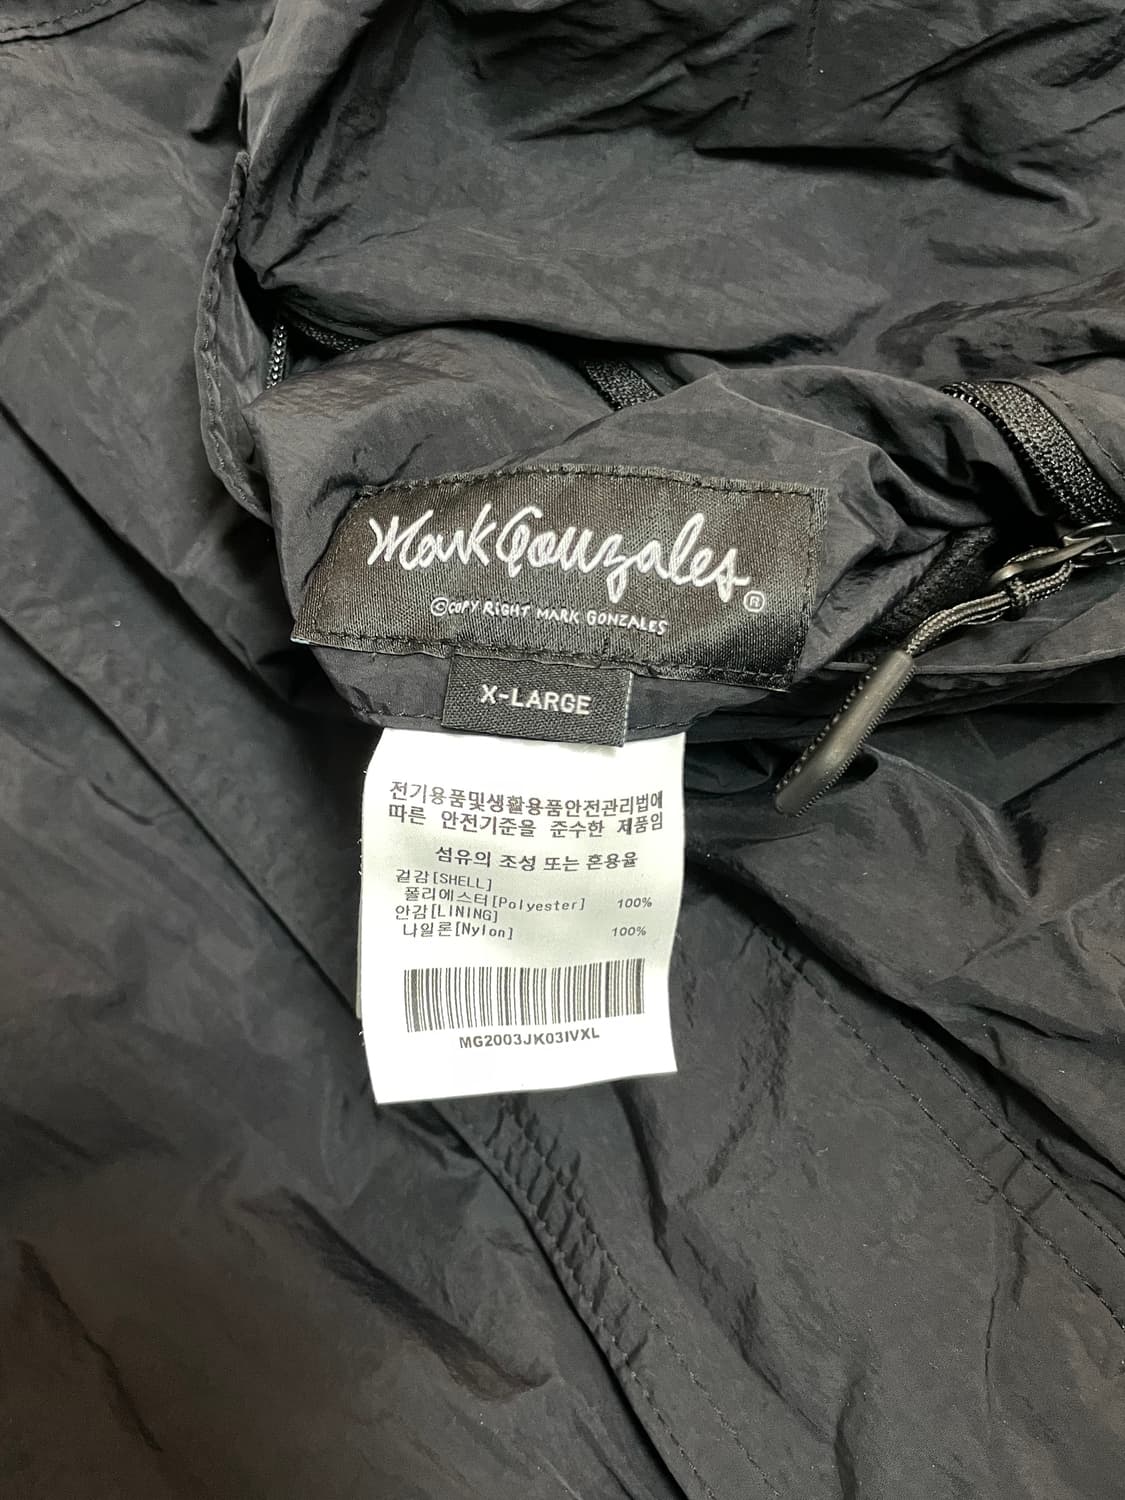 Mark Gonzales ®
©COPY RIGHT MARK GONZALES
X-LARGE
전기용품및생활용품안전관리법에
따른 안전기준을 준수한 제품임
섬유의 조성 또는 혼용율
겉감[SHELL]
폴리에스터[Polyester] 100%
안감[LINING]
나일론[Nylon] 100%
MG2003JK03IVXL